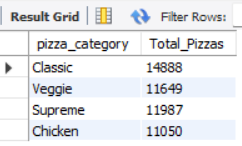 Result Grid Filter Rows:
pizza_category Total_Pizzas
Classic 14888
Veggie 11649
Supreme 11987
Chicken 11050